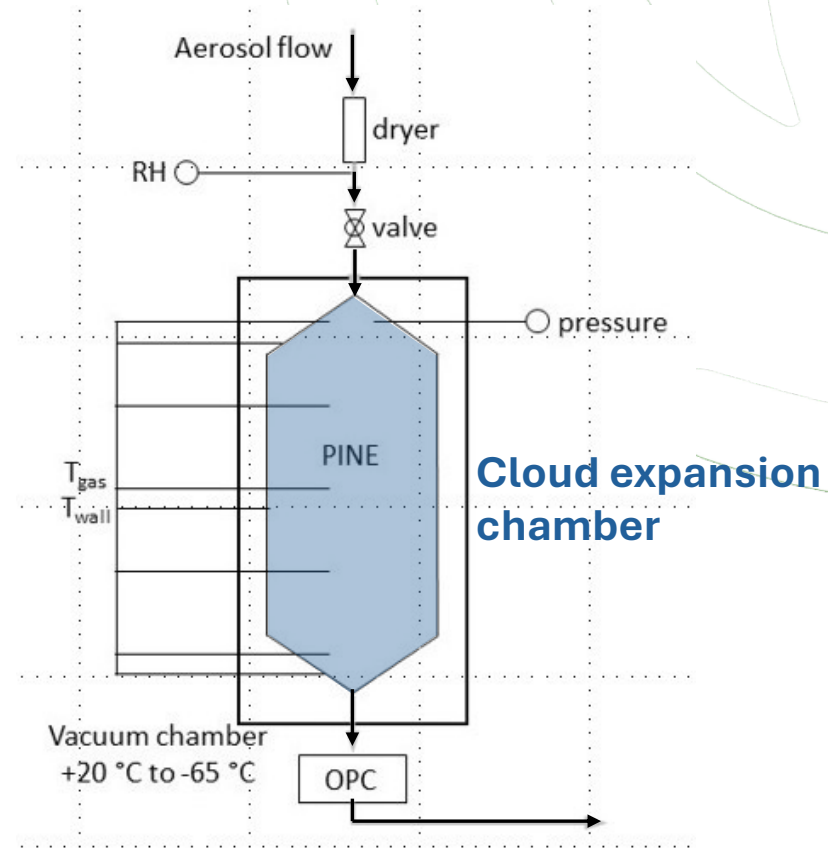 Aerosol flow
dryer
RH
valve
pressure
PINE
Tgas
Twall
Cloud expansion
chamber
Vacuum chamber
+20 °C to -65 °C
OPC